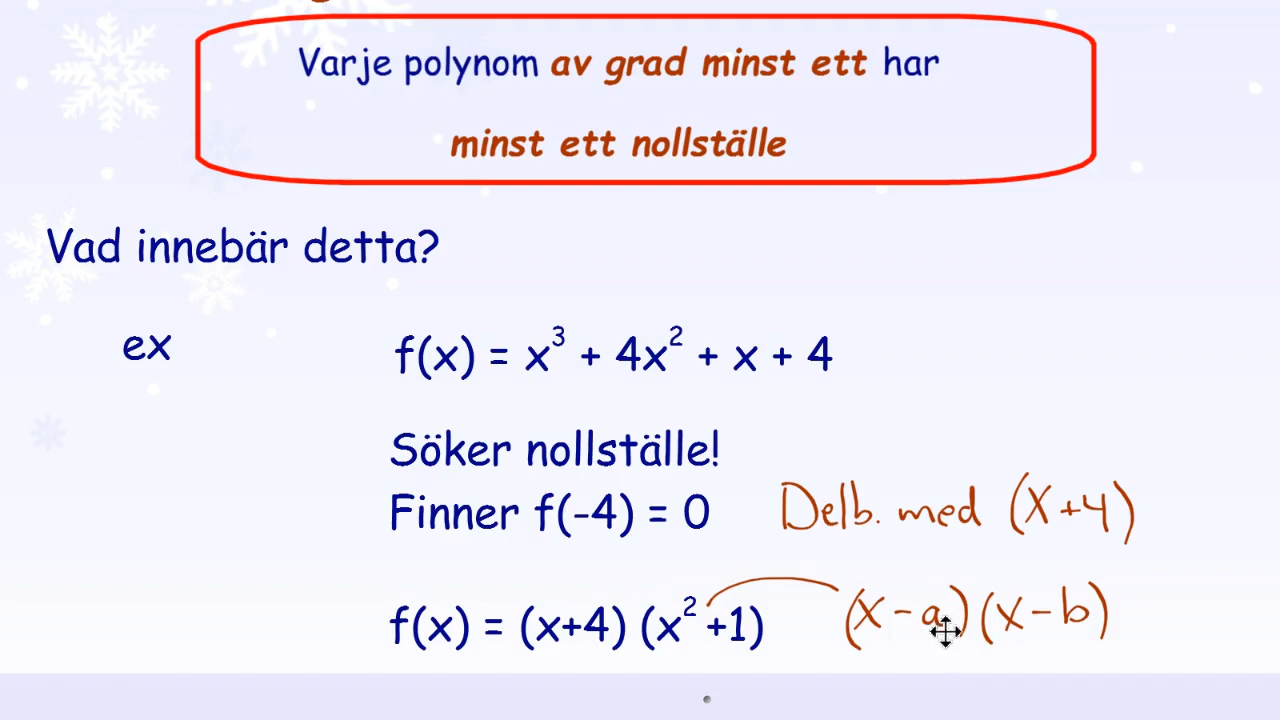 Varje polynom av grad minst ett har
minst ett nollställe
Vad innebär detta?
ex f(x) = x³ + 4x² + x + 4
Söker nollställe!
Finner f(-4) = 0 Delb. med (x+4)
f(x) = (x+4) (x²+1) (x-a)(x-b)